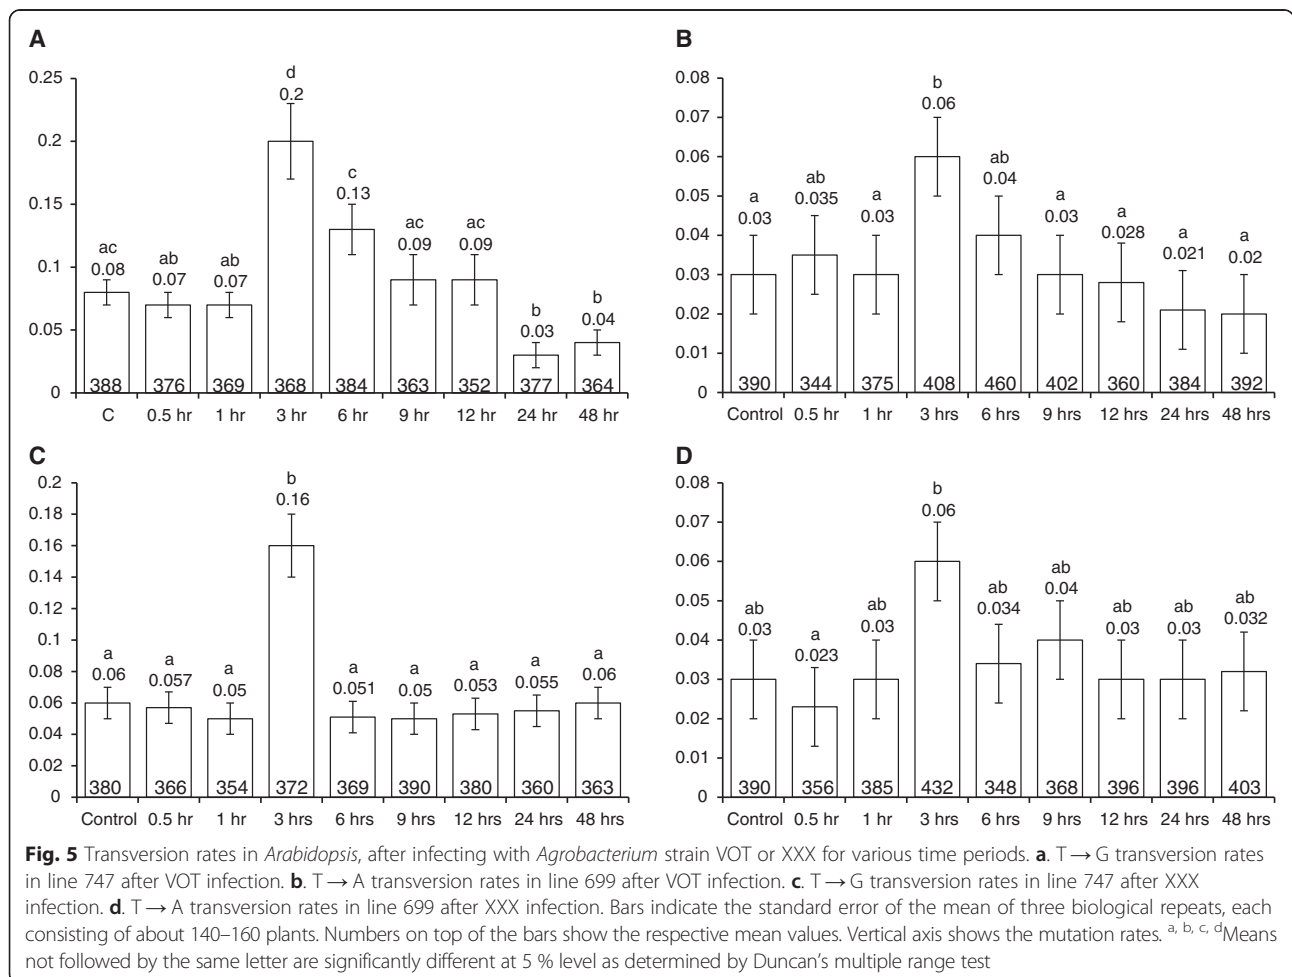 A
0.25
0.2
0.15
0.1
0.05
0
ac
0.08
ab
0.07
ab
0.07
d
0.2
c
0.13
ac
0.09
ac
0.09
b
0.03
b
0.04
388 376 369 368 384 363 352 377 364
C 0.5 hr 1 hr 3 hr 6 hr 9 hr 12 hr 24 hr 48 hr
B
0.08
0.07
0.06
0.05
0.04
0.03
0.02
0.01
0
a
0.03
ab
0.035
a
0.03
b
0.06
ab
0.04
a
0.03
a
0.028
a
0.021
a
0.02
390 344 375 408 460 402 360 384 392
Control 0.5 hr 1 hr 3 hrs 6 hrs 9 hrs 12 hrs 24 hrs 48 hrs
C
0.2
0.18
0.16
0.14
0.12
0.1
0.08
0.06
0.04
0.02
0
a
0.06
a
0.057
a
0.05
b
0.16
a
0.051
a
0.05
a
0.053
a
0.055
a
0.06
380 366 354 372 369 390 380 360 363
Control 0.5 hr 1 hr 3 hrs 6 hrs 9 hrs 12 hrs 24 hrs 48 hrs
D
0.08
0.07
0.06
0.05
0.04
0.03
0.02
0.01
0
ab
0.03
a
0.023
ab
0.03
b
0.06
ab
0.034
ab
0.04
ab
0.03
ab
0.03
ab
0.032
390 356 385 432 348 368 396 396 403
Control 0.5 hr 1 hr 3 hrs 6 hrs 9 hrs 12 hrs 24 hrs 48 hrs
Fig. 5 Transversion rates in Arabidopsis, after infecting with Agrobacterium strain VOT or XXX for various time periods. a. T → G transversion rates
in line 747 after VOT infection. b. T → A transversion rates in line 699 after VOT infection. c. T → G transversion rates in line 747 after XXX
infection. d. T → A transversion rates in line 699 after XXX infection. Bars indicate the standard error of the mean of three biological repeats, each
consisting of about 140–160 plants. Numbers on top of the bars show the respective mean values. Vertical axis shows the mutation rates. a, b, c, dMeans
not followed by the same letter are significantly different at 5 % level as determined by Duncan's multiple range test